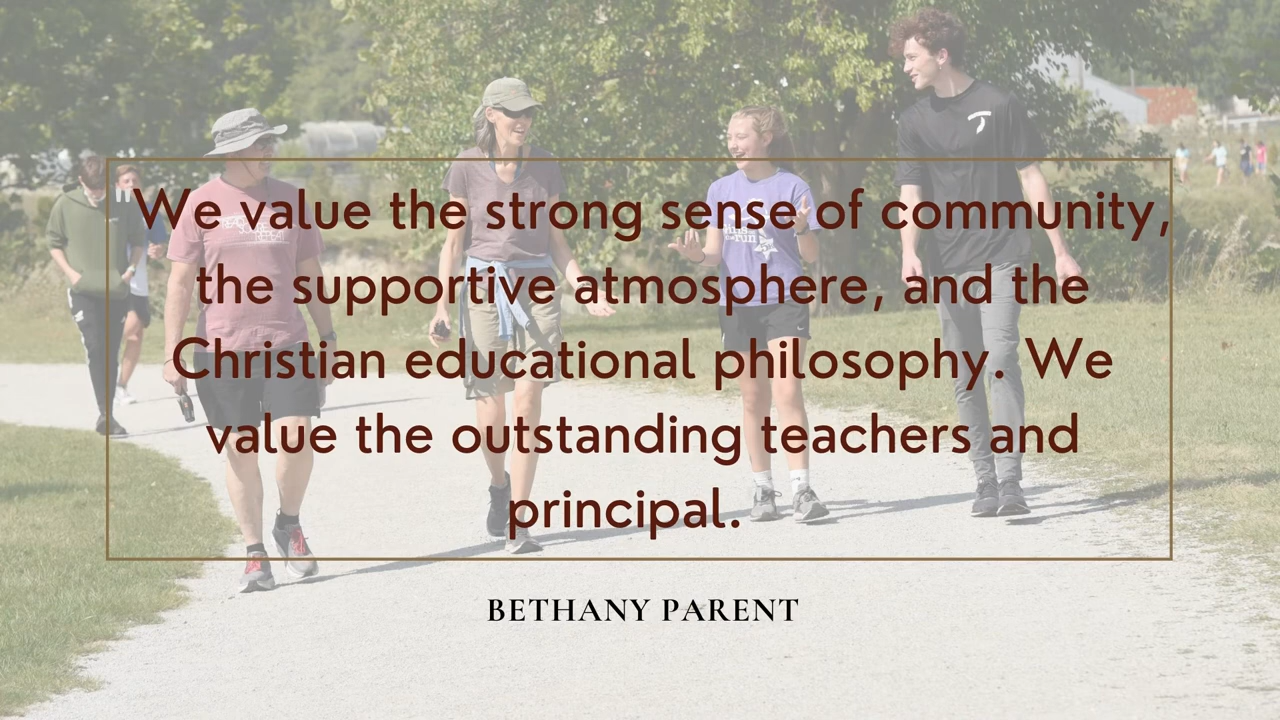 "We value the strong sense of community,
the supportive atmosphere, and the
Christian educational philosophy. We
value the outstanding teachers and
principal.
BETHANY PARENT